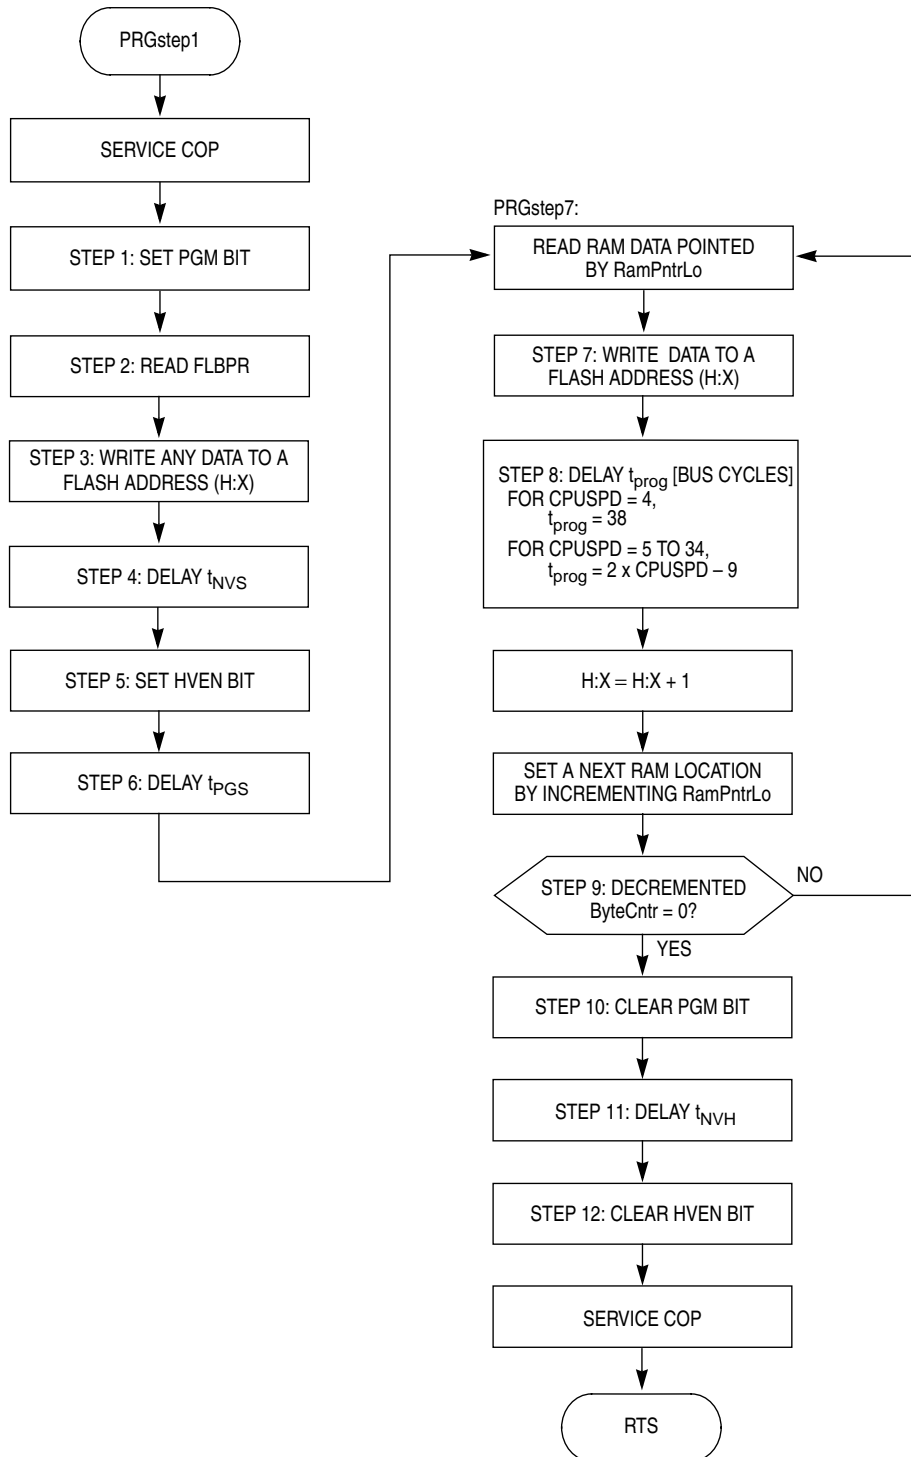 PRGstep1
SERVICE COP
STEP 1: SET PGM BIT
STEP 2: READ FLBPR
STEP 3: WRITE ANY DATA TO A
FLASH ADDRESS (H:X)
STEP 4: DELAY tNVS
STEP 5: SET HVEN BIT
STEP 6: DELAY tPGS
PRGstep7:
READ RAM DATA POINTED
BY RamPntrLo
STEP 7: WRITE DATA TO A
FLASH ADDRESS (H:X)
STEP 8: DELAY tprog [BUS CYCLES]
FOR CPUSPD = 4,
tprog = 38
FOR CPUSPD = 5 TO 34,
tprog = 2 x CPUSPD – 9
H:X = H:X + 1
SET A NEXT RAM LOCATION
BY INCREMENTING RamPntrLo
STEP 9: DECREMENTED
ByteCntr = 0?
NO
YES
STEP 10: CLEAR PGM BIT
STEP 11: DELAY tNVH
STEP 12: CLEAR HVEN BIT
SERVICE COP
RTS